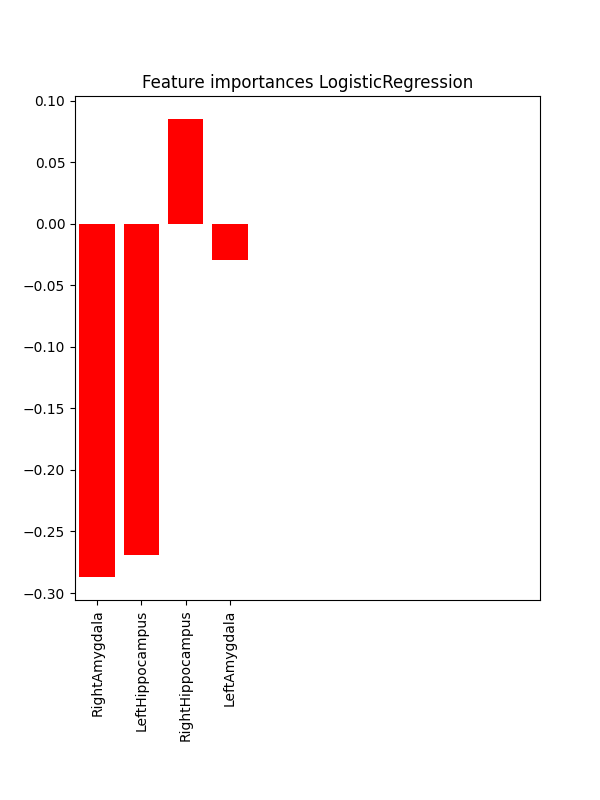 Feature importances LogisticRegression
0.10
0.05
0.00
−0.05
−0.10
−0.15
−0.20
−0.25
−0.30
RightAmygdala
LeftHippocampus
RightHippocampus
LeftAmygdala